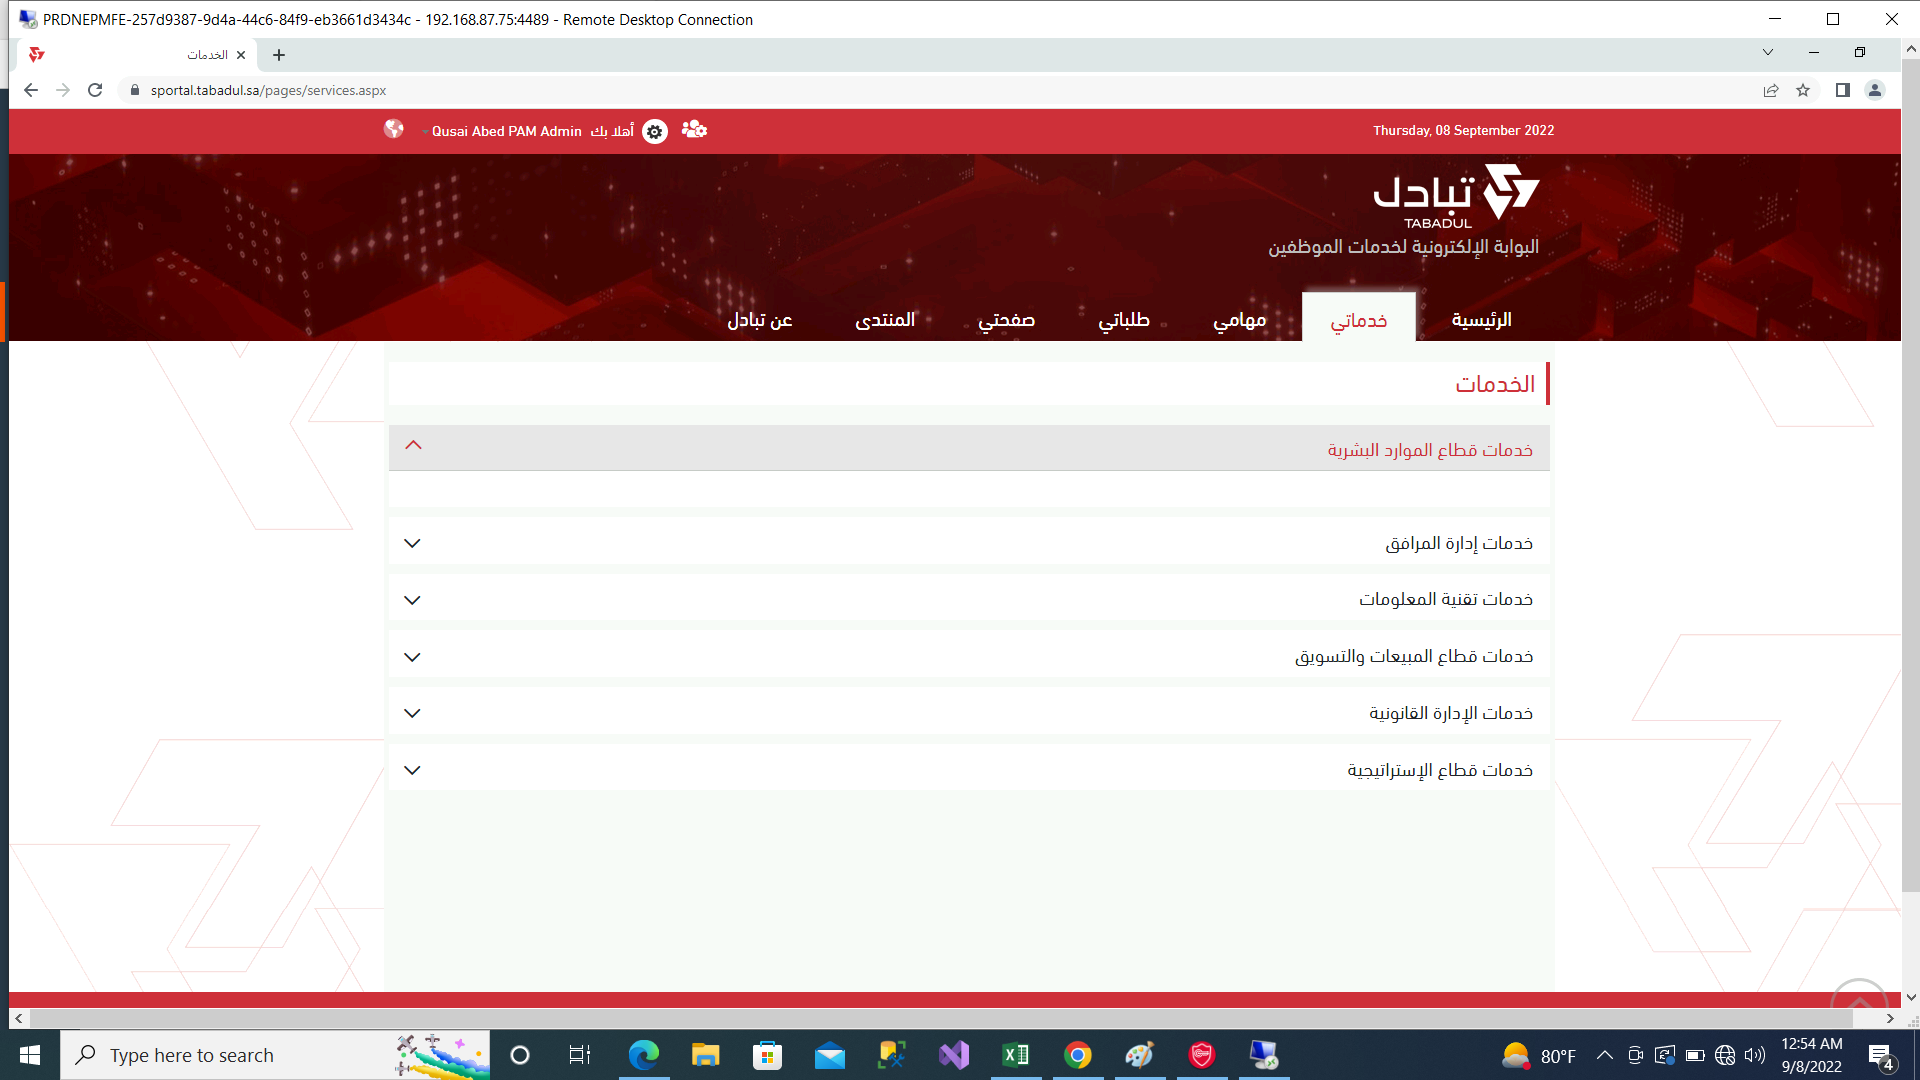 PRDNEPMFE-257d9387-9d4a-44c6-84f9-eb3661d3434c - 192.168.87.75:4489 - Remote Desktop Connection
الخدمات
sportal.tabadul.sa/pages/services.aspx
أهلا بك Qusai Abed PAM Admin
Thursday, 08 September 2022
تبادل
TABADUL
البوابة الإلكترونية لخدمات الموظفين
الرئيسية
خدماتي
مهامي
طلباتي
صفحتي
المنتدى
عن تبادل
الخدمات
خدمات قطاع الموارد البشرية
خدمات إدارة المرافق
خدمات تقنية المعلومات
خدمات قطاع المبيعات والتسويق
خدمات الإدارة القانونية
خدمات قطاع الإستراتيجية
Type here to search
80°F
12:54 AM
9/8/2022
4